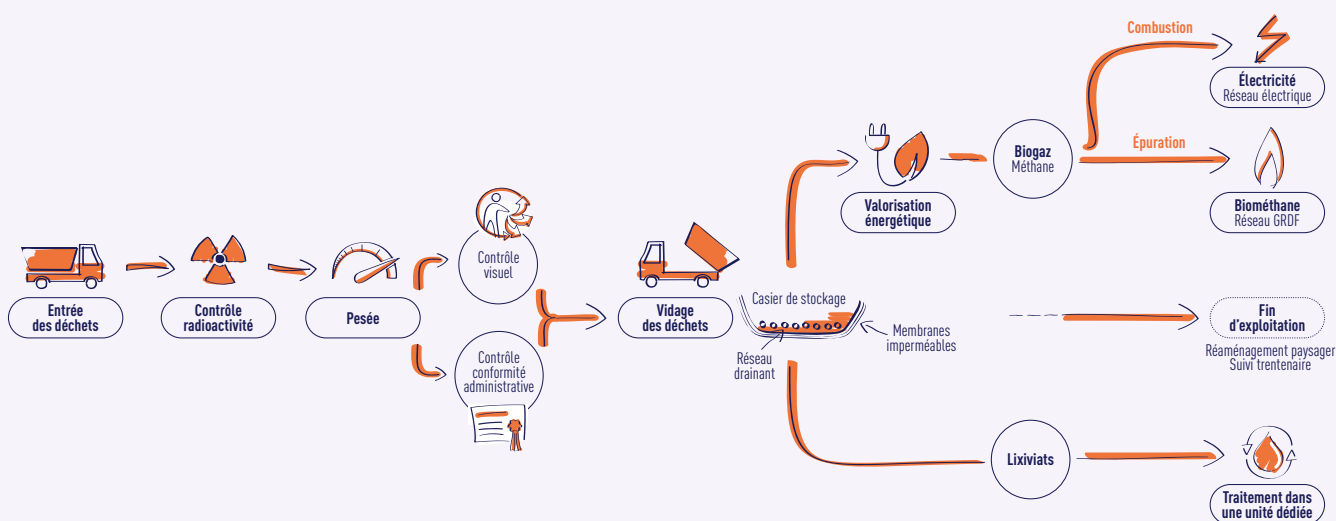 Entrée
des déchets
Contrôle
radioactivité
Pesée
Contrôle
visuel
Contrôle
conformité
administrative
Vidage
des déchets
Casier de stockage
Réseau
drainant
Membranes
imperméables
Valorisation
énergétique
Biogaz
Méthane
Combustion
Électricité
Réseau électrique
Épuration
Biométhane
Réseau GRDF
Fin
d'exploitation
Réaménagement paysager
Suivi trentenaire
Lixiviats
Traitement dans
une unité dédiée